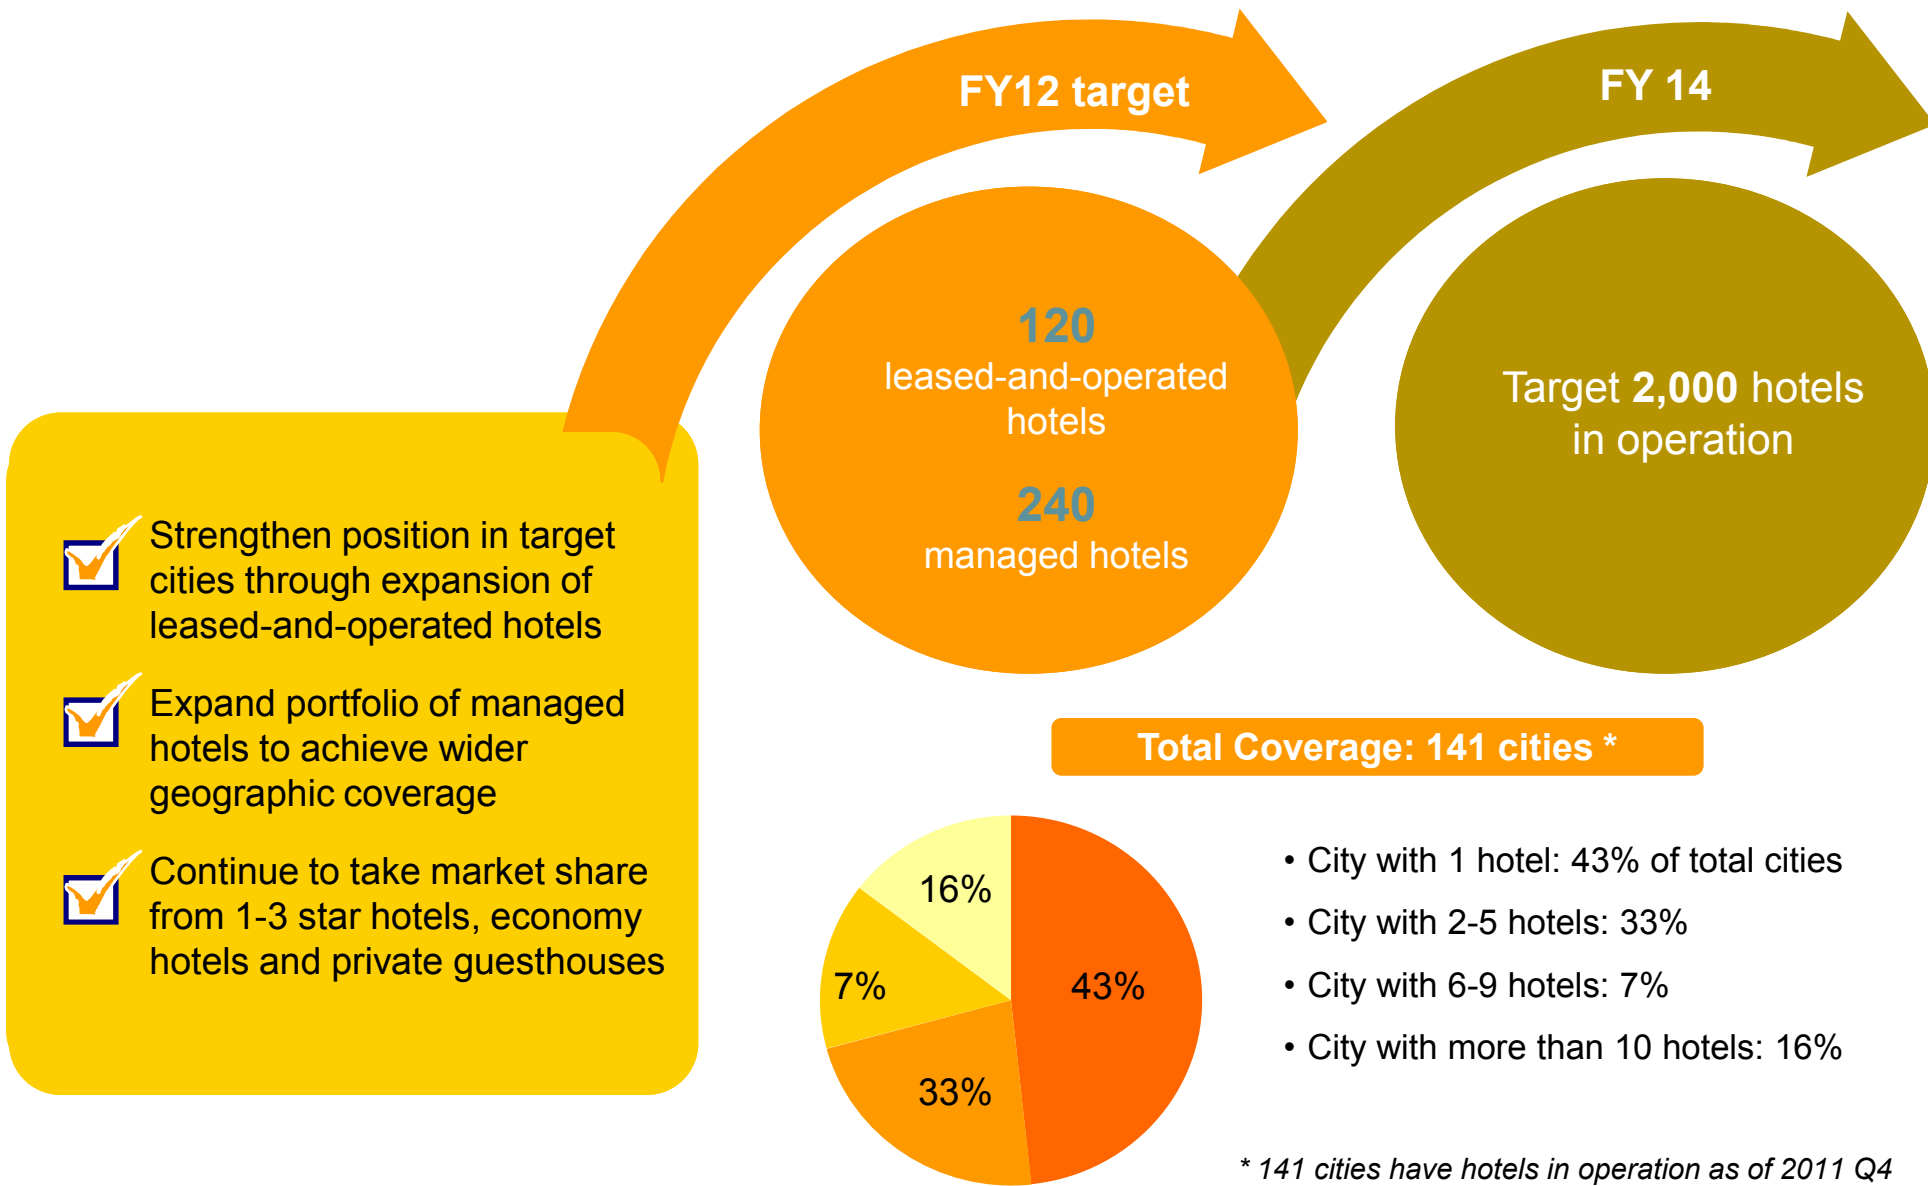 FY12 target
FY 14
120
leased-and-operated
hotels
240
managed hotels
Target 2,000 hotels
in operation
Strengthen position in target
cities through expansion of
leased-and-operated hotels
Expand portfolio of managed
hotels to achieve wider
geographic coverage
Continue to take market share
from 1-3 star hotels, economy
hotels and private guesthouses
Total Coverage: 141 cities *
16%
7%
43%
33%
• City with 1 hotel: 43% of total cities
• City with 2-5 hotels: 33%
• City with 6-9 hotels: 7%
• City with more than 10 hotels: 16%
* 141 cities have hotels in operation as of 2011 Q4